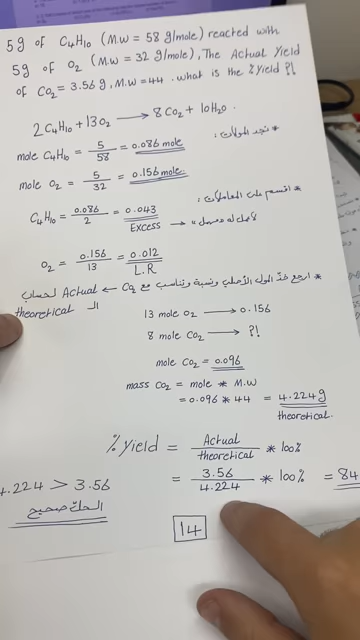 5g of C₄H₁₀ (M.W = 58 g/mole) reacted with
5g of O₂ (M.W = 32 g/mole), The Actual Yield
of CO₂ = 3.56 g, M.W = 44. what is the % Yield ?!
2C₄H₁₀ + 13O₂ → 8CO₂ + 10H₂O.
* نجد المولات:
mole C₄H₁₀ = 5/58 = 0.086 mole
mole O₂ = 5/32 = 0.156 mole.
* اقسم على المعاملات:
C₄H₁₀ = 0.086/2 = 0.043
EXCESS
O₂ = 0.156/13 = 0.012
L.R
* ارجع خذ المول الأصلي ونسبة وتناسب مع CO₂ ← Actual لحساب
الـ theoretical
13 mole O₂ → 0.156
8 mole CO₂ → ?!
mole CO₂ = 0.096
mass CO₂ = mole * M.W
= 0.096 * 44 = 4.224g
theoretical.
% Yield = Actual/theoretical * 100%
4.224 > 3.56
= 3.56/4.224 * 100% = 84
الحل صحيح
14